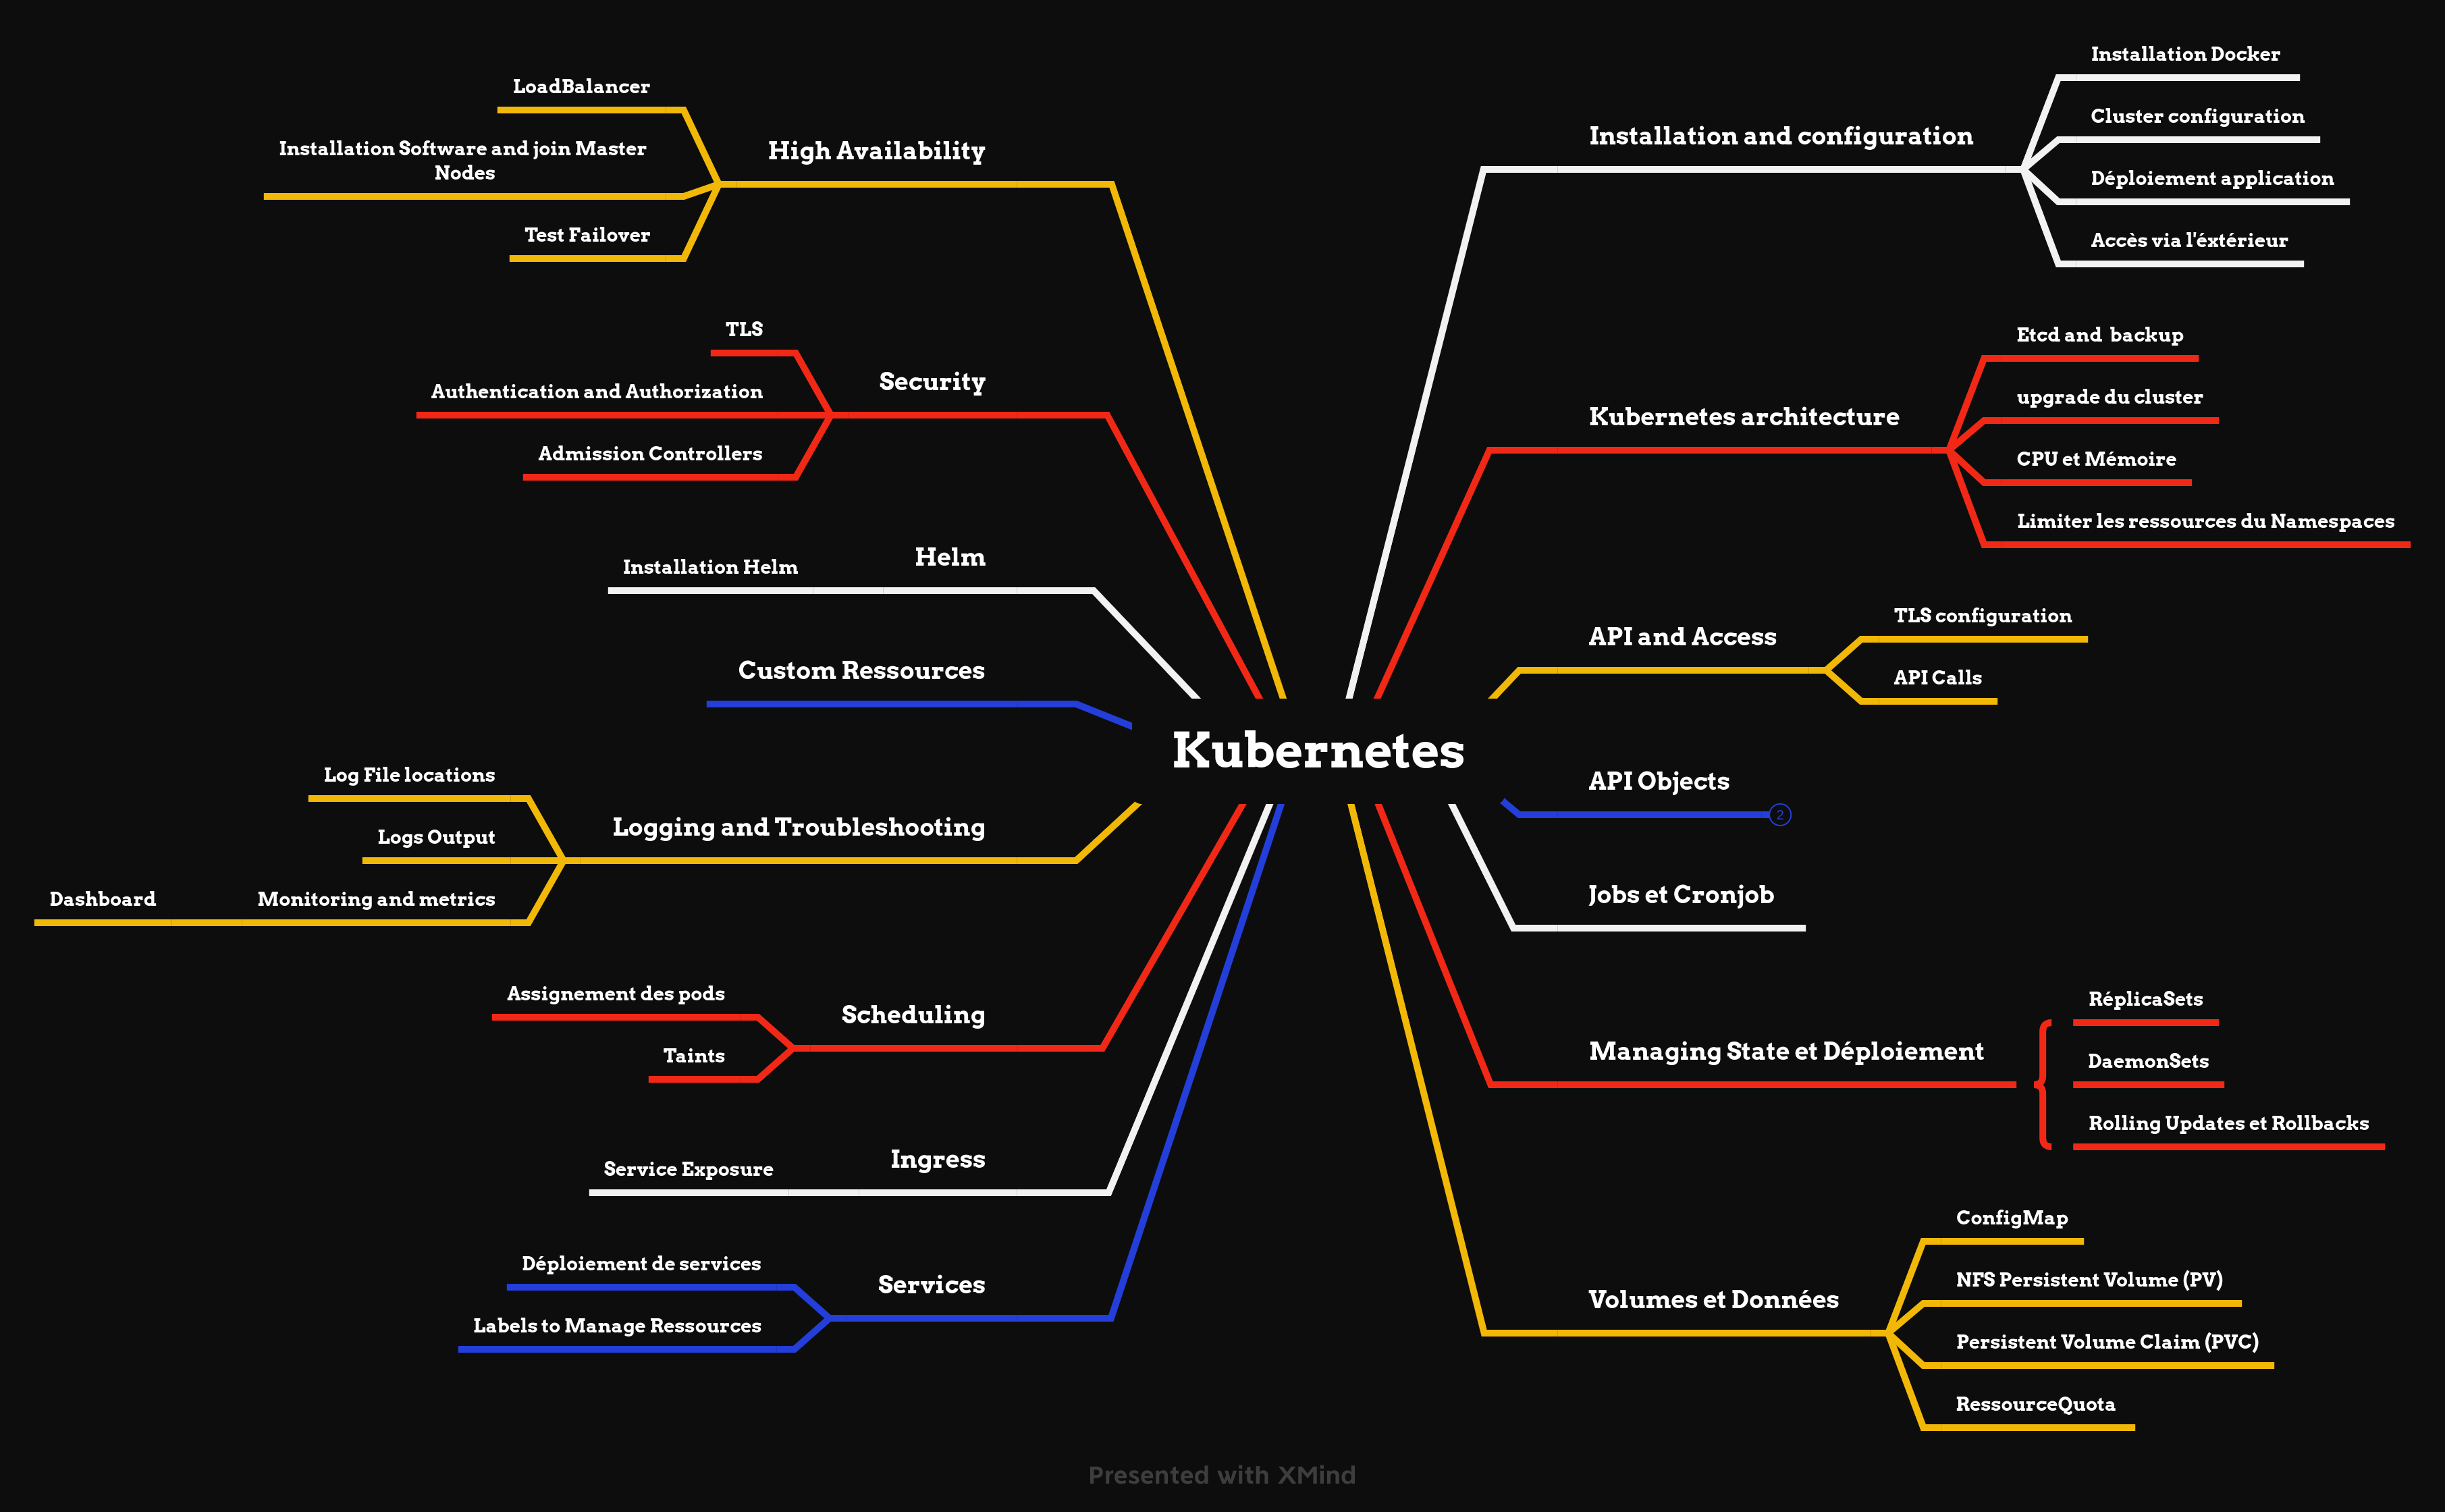 Kubernetes
Installation and configuration
Installation Docker
Cluster configuration
Déploiement application
Accès via l'éxtérieur
Kubernetes architecture
Etcd and  backup
upgrade du cluster
CPU et Mémoire
Limiter les ressources du Namespaces
API and Access
TLS configuration
API Calls
API Objects
2
Jobs et Cronjob
Managing State et Déploiement
RéplicaSets
DaemonSets
Rolling Updates et Rollbacks
Volumes et Données
ConfigMap
NFS Persistent Volume (PV)
Persistent Volume Claim (PVC)
RessourceQuota
High Availability
LoadBalancer
Installation Software and join Master
Nodes
Test Failover
Security
TLS
Authentication and Authorization
Admission Controllers
Helm
Installation Helm
Custom Ressources
Logging and Troubleshooting
Log File locations
Logs Output
Monitoring and metrics
Dashboard
Scheduling
Assignement des pods
Taints
Ingress
Service Exposure
Services
Déploiement de services
Labels to Manage Ressources
Presented with XMind